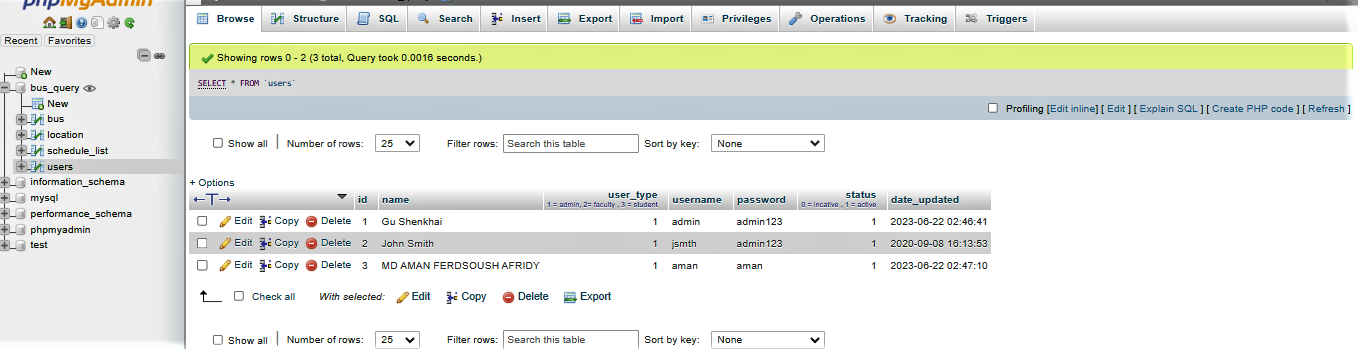 phpMyAdmin
Recent Favorites
New
bus_query
New
bus
location
schedule_list
users
information_schema
mysql
performance_schema
phpmyadmin
test
Browse Structure SQL Search Insert Export Import Privileges Operations Tracking Triggers
Showing rows 0 - 2 (3 total, Query took 0.0016 seconds.)
SELECT * FROM `users`
Profiling [Edit inline] [ Edit ] [ Explain SQL ] [ Create PHP code ] [ Refresh ]
Show all Number of rows: 25 Filter rows: Search this table Sort by key: None
+ Options
id name user_type username password status date_updated
1 = admin, 2= faculty , 3 = student 0 = incative , 1 = active
Edit Copy Delete 1 Gu Shenkhai 1 admin admin123 1 2023-06-22 02:46:41
Edit Copy Delete 2 John Smith 1 jsmth admin123 1 2020-09-08 16:13:53
Edit Copy Delete 3 MD AMAN FERDSOUSH AFRIDY 1 aman aman 1 2023-06-22 02:47:10
Check all With selected: Edit Copy Delete Export
Show all Number of rows: 25 Filter rows: Search this table Sort by key: None